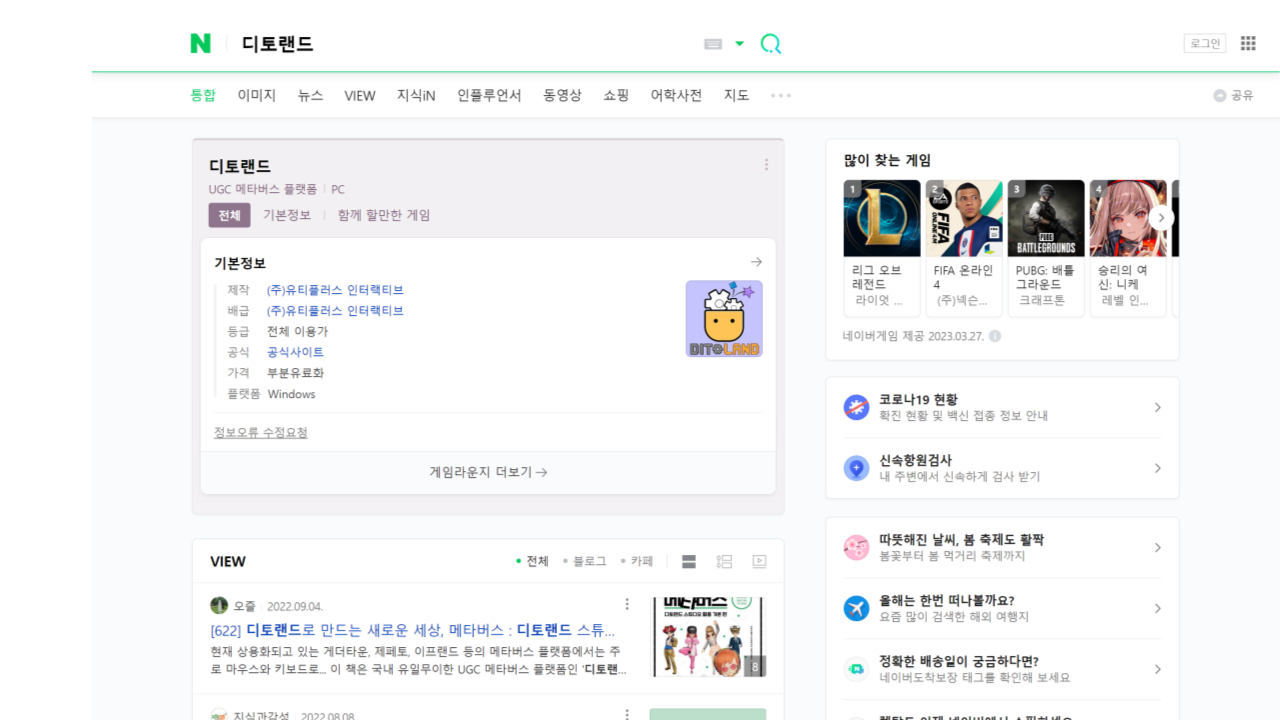 N 디토랜드
로그인
통합 이미지 뉴스 VIEW 지식iN 인플루언서 동영상 쇼핑 어학사전 지도
공유
디토랜드
UGC 메타버스 플랫폼 PC
전체 기본정보 함께 할만한 게임
기본정보
제작 (주)유티플러스 인터랙티브
배급 (주)유티플러스 인터랙티브
등급 전체 이용가
공식 공식사이트
가격 부분유료화
플랫폼 Windows
DITOLAND
정보오류 수정요청
게임라운지 더보기
VIEW
전체 블로그 카페
오줄 2022.09.04.
[622] 디토랜드로 만드는 새로운 세상, 메타버스 : 디토랜드 스튜...
현재 상용화되고 있는 게더타운, 제페토, 이프랜드 등의 메타버스 플랫폼에서는 주
로 마우스와 키보드로... 이 책은 국내 유일무이한 UGC 메타버스 플랫폼인 '디토랜...
메타버스
8
지식과감성 2022.08.08.
많이 찾는 게임
1 2 3 4
FIFA ONLINE 4
PUBG
BATTLEGROUNDS
리그 오브
레전드
라이엇 ...
FIFA 온라인
4
(주)넥슨...
PUBG: 배틀
그라운드
크래프톤
승리의 여
신: 니케
레벨 인...
네이버게임 제공 2023.03.27.
코로나19 현황
확진 현황 및 백신 접종 정보 안내
신속항원검사
내 주변에서 신속하게 검사 받기
따뜻해진 날씨, 봄 축제도 활짝
봄꽃부터 봄 먹거리 축제까지
올해는 한번 떠나볼까요?
요즘 많이 검색한 해외 여행지
정확한 배송일이 궁금하다면?
네이버도착보장 태그를 확인해 보세요